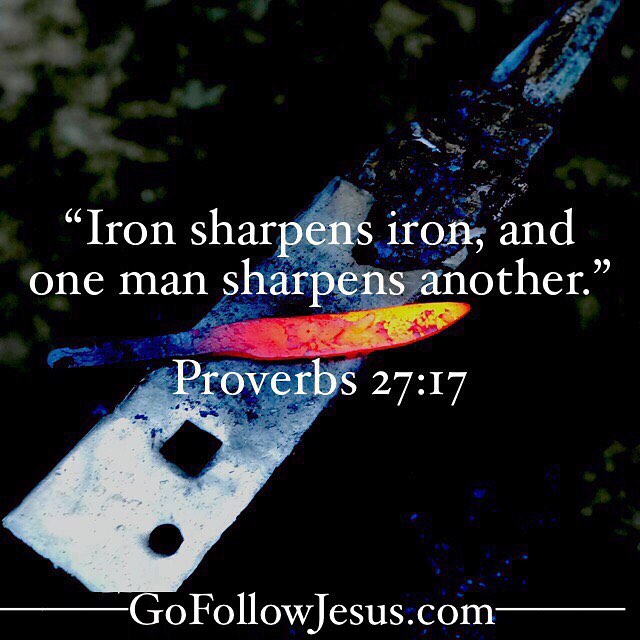 “Iron sharpens iron, and
one man sharpens another.”
Proverbs 27:17
GoFollowJesus.com